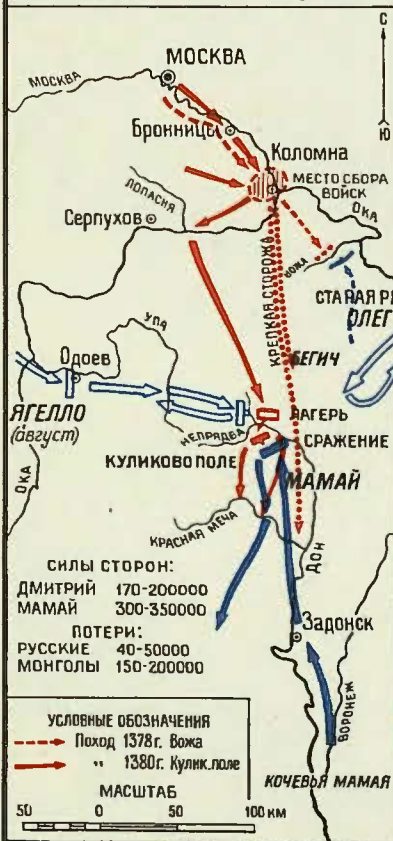 С
Ю
МОСКВА
МОСКВА
Бронницы
Коломна
МЕСТО СБОРА
ВОЙСК
ОКА
ЛОПАСНЯ
Серпухов
ВОЖА
КРЕПКАЯ СТОРОЖА
СТАРАЯ РЯ
ОЛЕГ
БЕГИЧ
УПА
Одоев
ЯГЕЛЛО
(август)
ОКА
ЛАГЕРЬ
НЕПРЯДВА
СРАЖЕНИЕ
КУЛИКОВО ПОЛЕ
МАМАЙ
КРАСНАЯ МЕЧА
ДОН
СИЛЫ СТОРОН:
ДМИТРИЙ 170-200000
МАМАЙ 300-350000
ПОТЕРИ:
РУССКИЕ 40-50000
МОНГОЛЫ 150-200000
Задонск
ВОРОНЕЖ
КОЧЕВЬЯ МАМАЯ
УСЛОВНЫЕ ОБОЗНАЧЕНИЯ
Поход 1378г. Вожа
" 1380г. Кулик.поле
МАСШТАБ
50 0 50 100 КМ